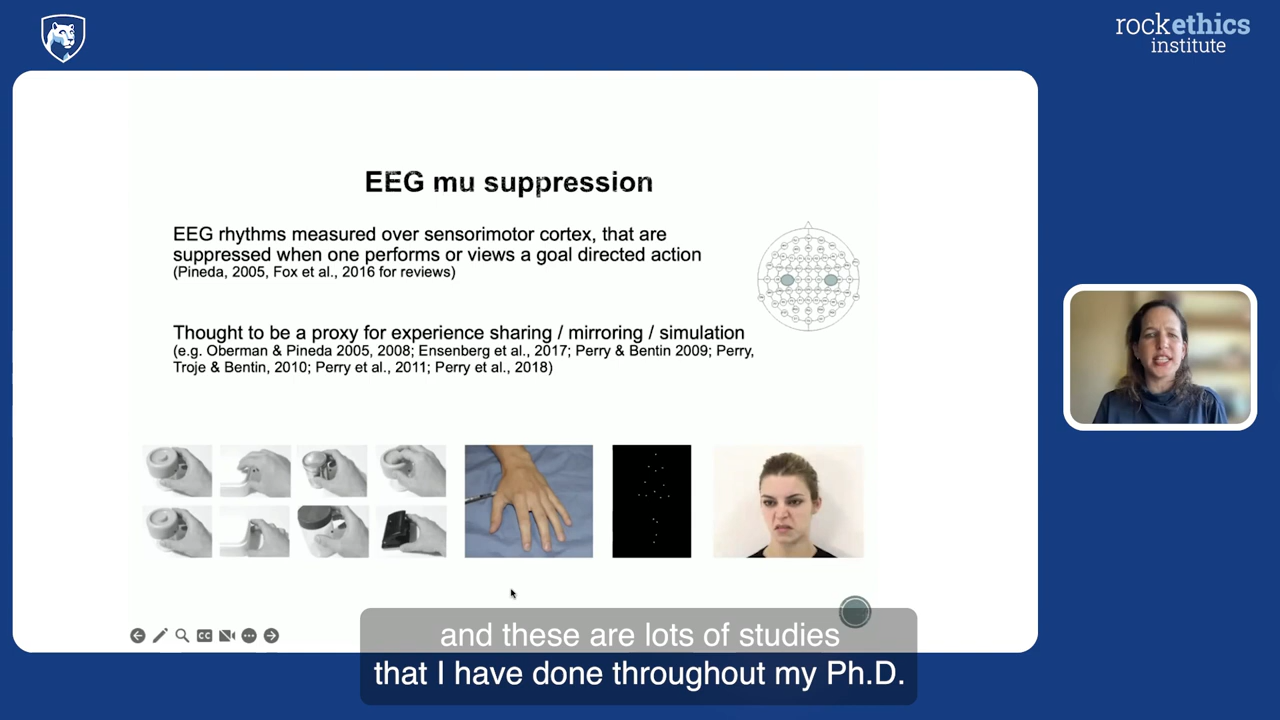 rockethics
institute
EEG mu suppression
EEG rhythms measured over sensorimotor cortex, that are
suppressed when one performs or views a goal directed action
(Pineda, 2005, Fox et al., 2016 for reviews)
Thought to be a proxy for experience sharing / mirroring / simulation
(e.g. Oberman & Pineda 2005, 2008; Ensenberg et al., 2017; Perry & Bentin 2009; Perry,
Troje & Bentin, 2010; Perry et al., 2011; Perry et al., 2018)
CC
and these are lots of studies
that I have done throughout my Ph.D.